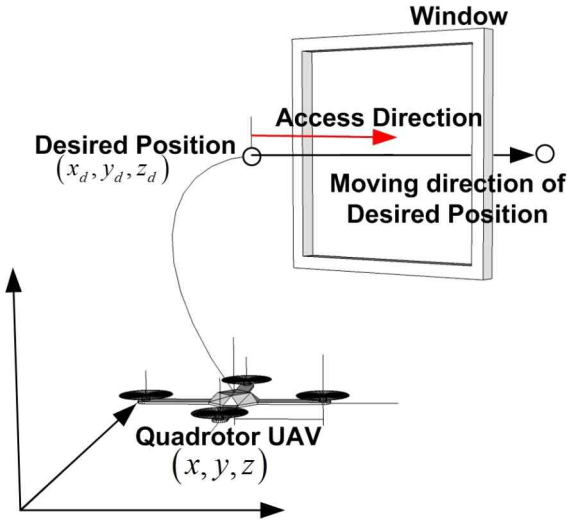 Window
Access Direction
Desired Position
(x_d, y_d, z_d)
Moving direction of
Desired Position
Quadrotor UAV
(x, y, z)